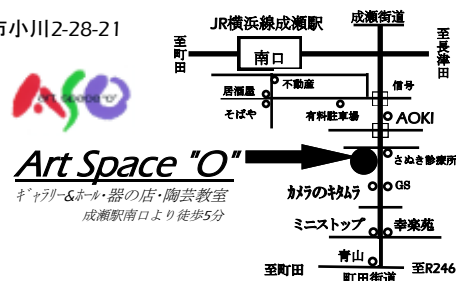 市小川2-28-21
JR横浜線成瀬駅
成瀬街道
至町田
南口
至長津田
不動産
居酒屋
信号
そばや
有料駐車場
AOKI
art space "o"
Art Space "O"
さぬき診療所
ギャラリー&ホール・器の店・陶芸教室
カメラのキタムラ
GS
成瀬駅南口より徒歩5分
ミニストップ
幸楽苑
青山
至町田
町田街道
至R246